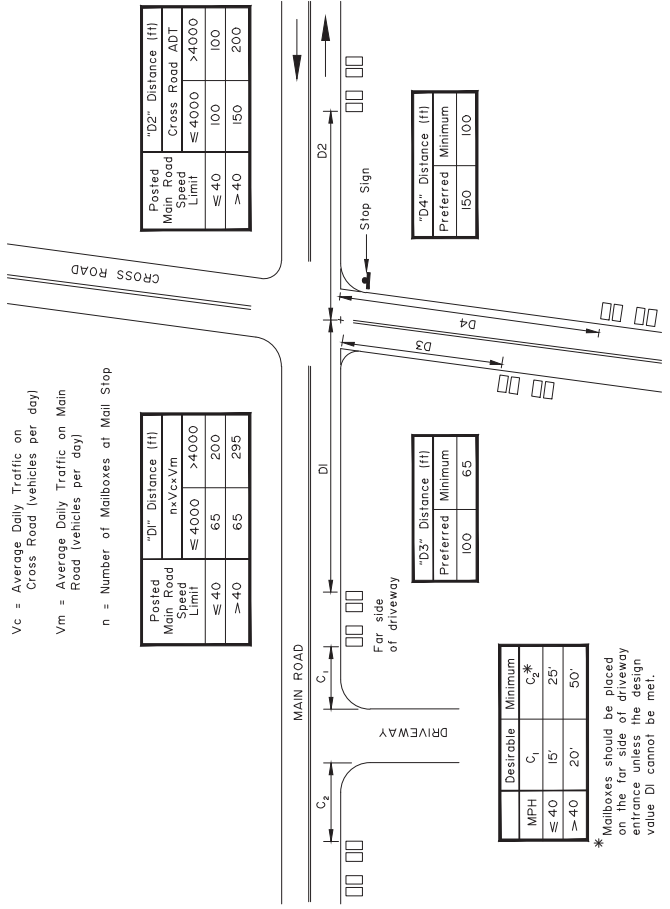 Vc = Average Daily Traffic on
Cross Road (vehicles per day)
Vm = Average Daily Traffic on Main
Road (vehicles per day)
n = Number of Mailboxes at Mail Stop
CROSS ROAD
Posted Main Road Speed Limit
"D1" Distance (ft)
nxVcxVm
≤4000 >4000
≤40 65 200
>40 65 295
Posted Main Road Speed Limit
"D2" Distance (ft)
Cross Road ADT
≤4000 >4000
≤40 100 100
>40 150 200
MAIN ROAD
C2
C1
D1
D2
DRIVEWAY
Far side
of driveway
D3
D4
Stop Sign
Desirable Minimum
MPH C1 C2*
≤40 15' 25'
>40 20' 50'
"D3" Distance (ft)
Preferred Minimum
100 65
"D4" Distance (ft)
Preferred Minimum
150 100
* Mailboxes should be placed
on the far side of driveway
entrance unless the design
value D1 cannot be met.